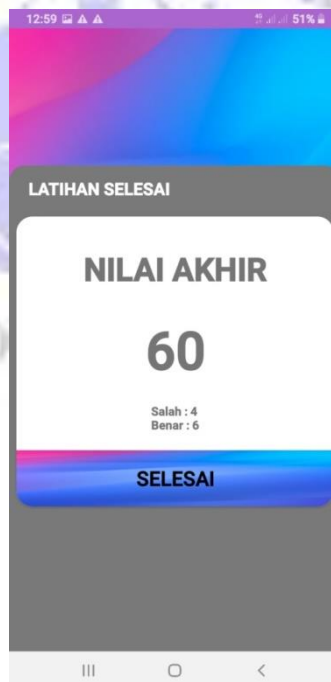 12:59
51%
LATIHAN SELESAI
NILAI AKHIR
60
Salah : 4
Benar : 6
SELESAI